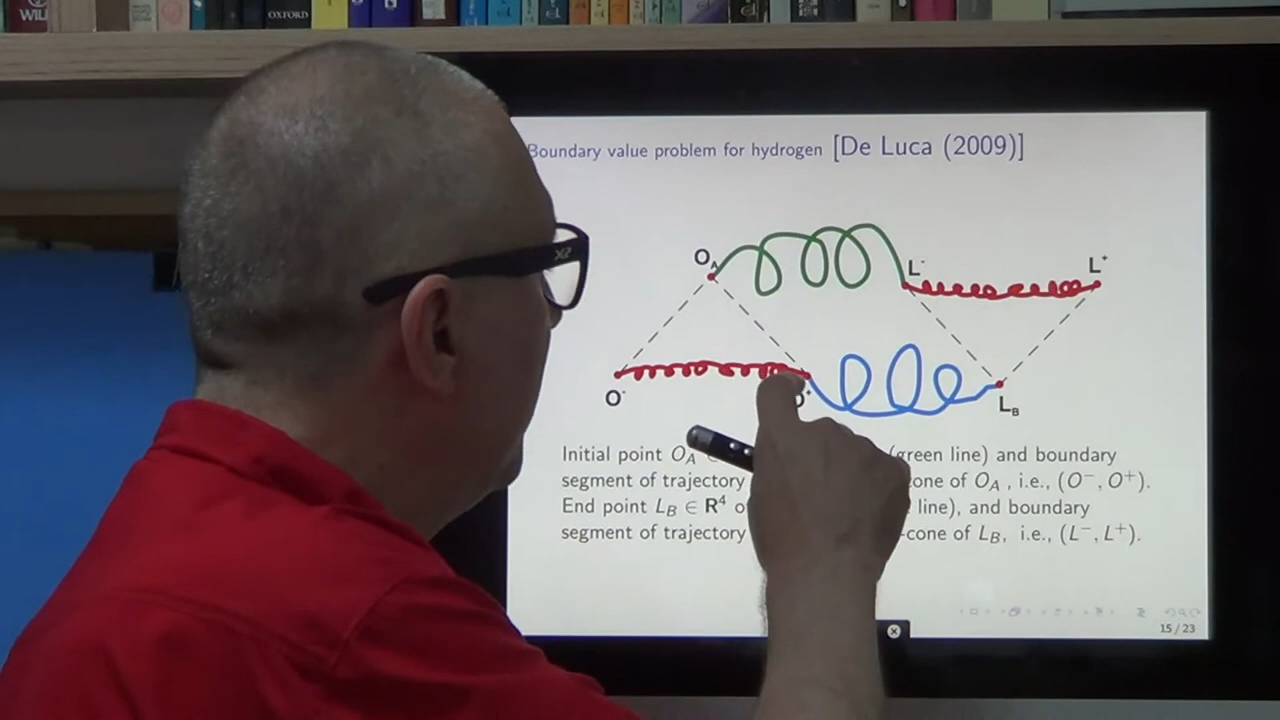 WIL
OXFORD
Boundary value problem for hydrogen [De Luca (2009)]
O_A
L^-
L^+
O^-
L_B
Initial point O_A (green line) and boundary
segment of trajectory cone of O_A , i.e., (O^-, O^+).
End point L_B ∈ R^4 line), and boundary
segment of trajectory -cone of L_B, i.e., (L^-, L^+).
15 / 23